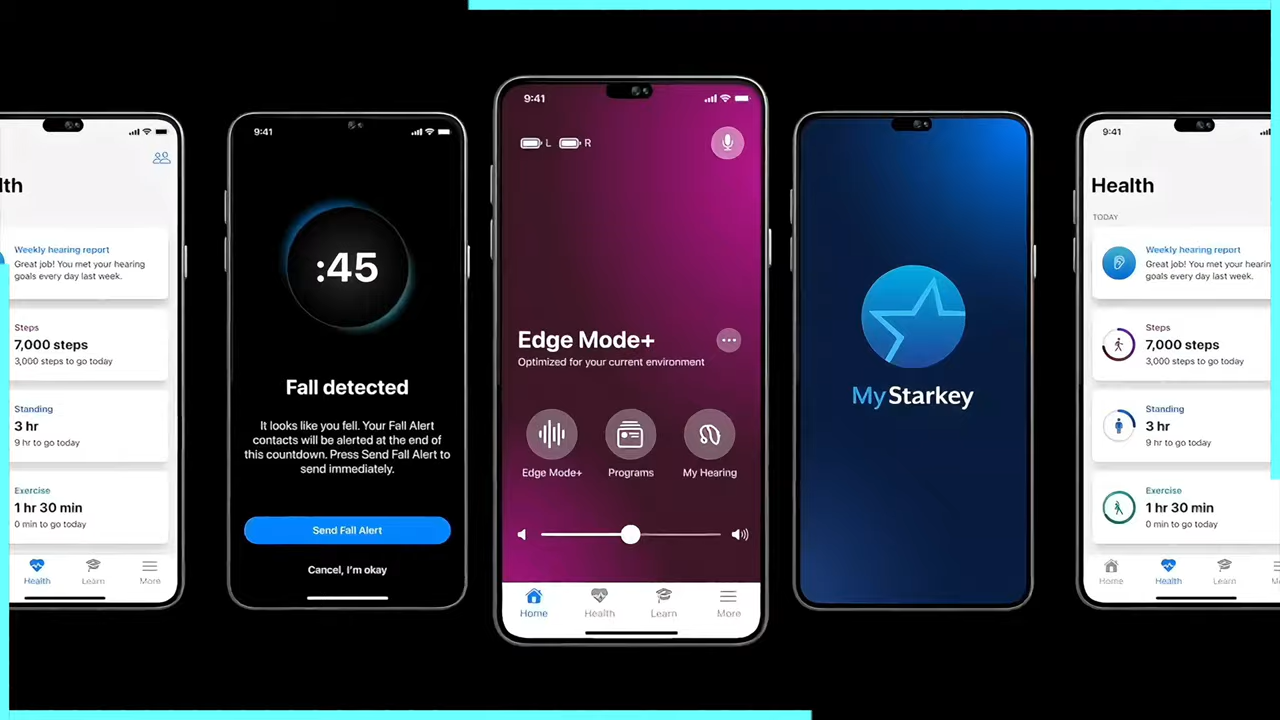 lth
Weekly hearing report
Great job! You met your hearing
goals every day last week.
Steps
7,000 steps
3,000 steps to go today
Standing
3 hr
9 hr to go today
Exercise
1 hr 30 min
0 min to go today
Health
Learn
More
9:41
:45
Fall detected
It looks like you fell. Your Fall Alert
contacts will be alerted at the end of
this countdown. Press Send Fall Alert to
send immediately.
Send Fall Alert
Cancel, I'm okay
9:41
L
R
Edge Mode+
Optimized for your current environment
Edge Mode+
Programs
My Hearing
Home
Health
Learn
More
My Starkey
9:41
Health
TODAY
Weekly hearing report
Great job! You met your hearin
goals every day last week.
Steps
7,000 steps
3,000 steps to go today
Standing
3 hr
9 hr to go today
Exercise
1 hr 30 min
0 min to go today
Home
Health
Learn